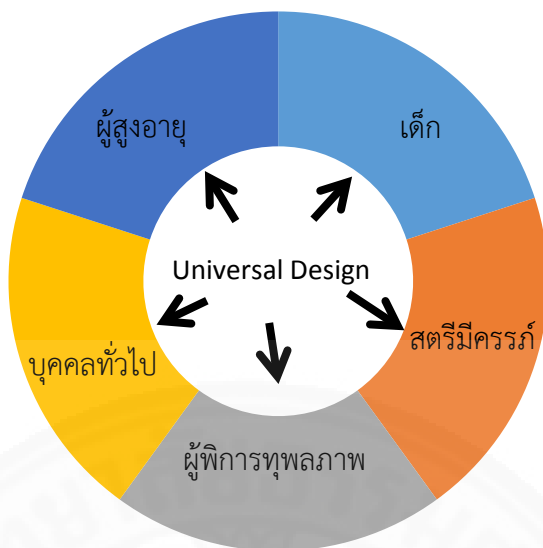 ผู้สูงอายุ
เด็ก
Universal Design
สตรีมีครรภ์
บุคคลทั่วไป
ผู้พิการทุพลภาพ